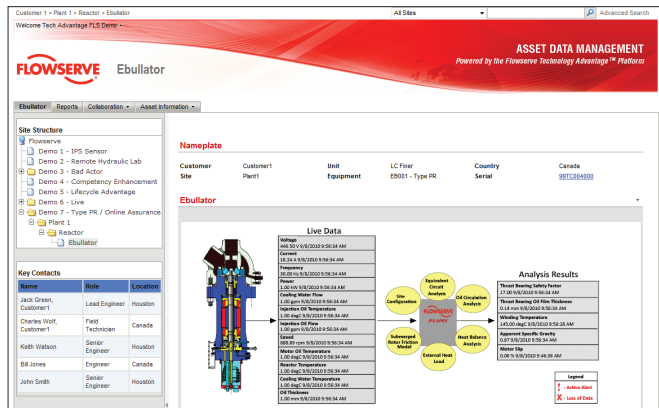 Customer 1 > Plant 1 > Reactor > Ebullator
All Sites
Advanced Search
Welcome Tech Advantage FLS Demo
FLOWSERVE
Ebullator
ASSET DATA MANAGEMENT
Powered by the Flowserve Technology Advantage™ Platform
Ebullator Reports Collaboration Asset Information
Site Structure
Flowserve
Demo 1 - IPS Sensor
Demo 2 - Remote Hydraulic Lab
Demo 3 - Bad Actor
Demo 4 - Competency Enhancement
Demo 5 - Lifecycle Advantage
Demo 6 - Live
Demo 7 - Type PR / Online Assurance
Plant 1
Reactor
Ebullator
Key Contacts
Name Role Location
Jack Green, Customer1 Lead Engineer Houston
Charles Wolf, Customer1 Field Technician Canada
Keith Watson Senior Engineer Houston
Bill Jones Engineer Canada
John Smith Senior Engineer Houston
Nameplate
Customer Customer1 Unit LC Finer Country Canada
Site Plant1 Equipment EB001 - Type PR Serial 99TC004000
Ebullator
Live Data
Voltage
446.50 V 9/8/2010 9:56:34 AM
Current
18.24 A 9/8/2010 9:56:34 AM
Frequency
30.00 Hz 9/8/2010 9:56:34 AM
Power
1.00 kW 9/8/2010 9:56:34 AM
Cooling Water Flow
1.00 gpm 9/8/2010 9:56:34 AM
Injection Oil Temperature
1.00 degC 9/8/2010 9:56:34 AM
Injection Oil Flow
1.00 gpm 9/8/2010 9:56:34 AM
Speed
888.89 rpm 9/8/2010 9:56:34 AM
Motor Oil Temperature
1.00 degC 9/8/2010 9:56:34 AM
Reactor Temperature
1.00 degC 9/8/2010 9:56:34 AM
Cooling Water Temperature
1.00 degC 9/8/2010 9:56:34 AM
Oil Thickness
1.00 mm 9/8/2010 9:56:34 AM
Equivalent
Circuit
Analysis
Site
Configuration
Oil Circulation
Analysis
FLOWSERVE
IPS APEX
Submerged
Rotor Friction
Model
Heat Balance
Analysis
External Heat
Load
Analysis Results
Thrust Bearing Safety Factor
17.00 9/8/2010 9:56:34 AM
Thrust Bearing Oil Film Thickness
0.14 mm 9/8/2010 9:56:34 AM
Winding Temperature
145.00 degC 9/8/2010 9:56:28 AM
Apparent Specific Gravity
0.87 9/8/2010 9:56:34 AM
Motor Slip
0.06 % 9/8/2010 9:46:36 AM
Legend
! - Active Alert
X - Loss of Data